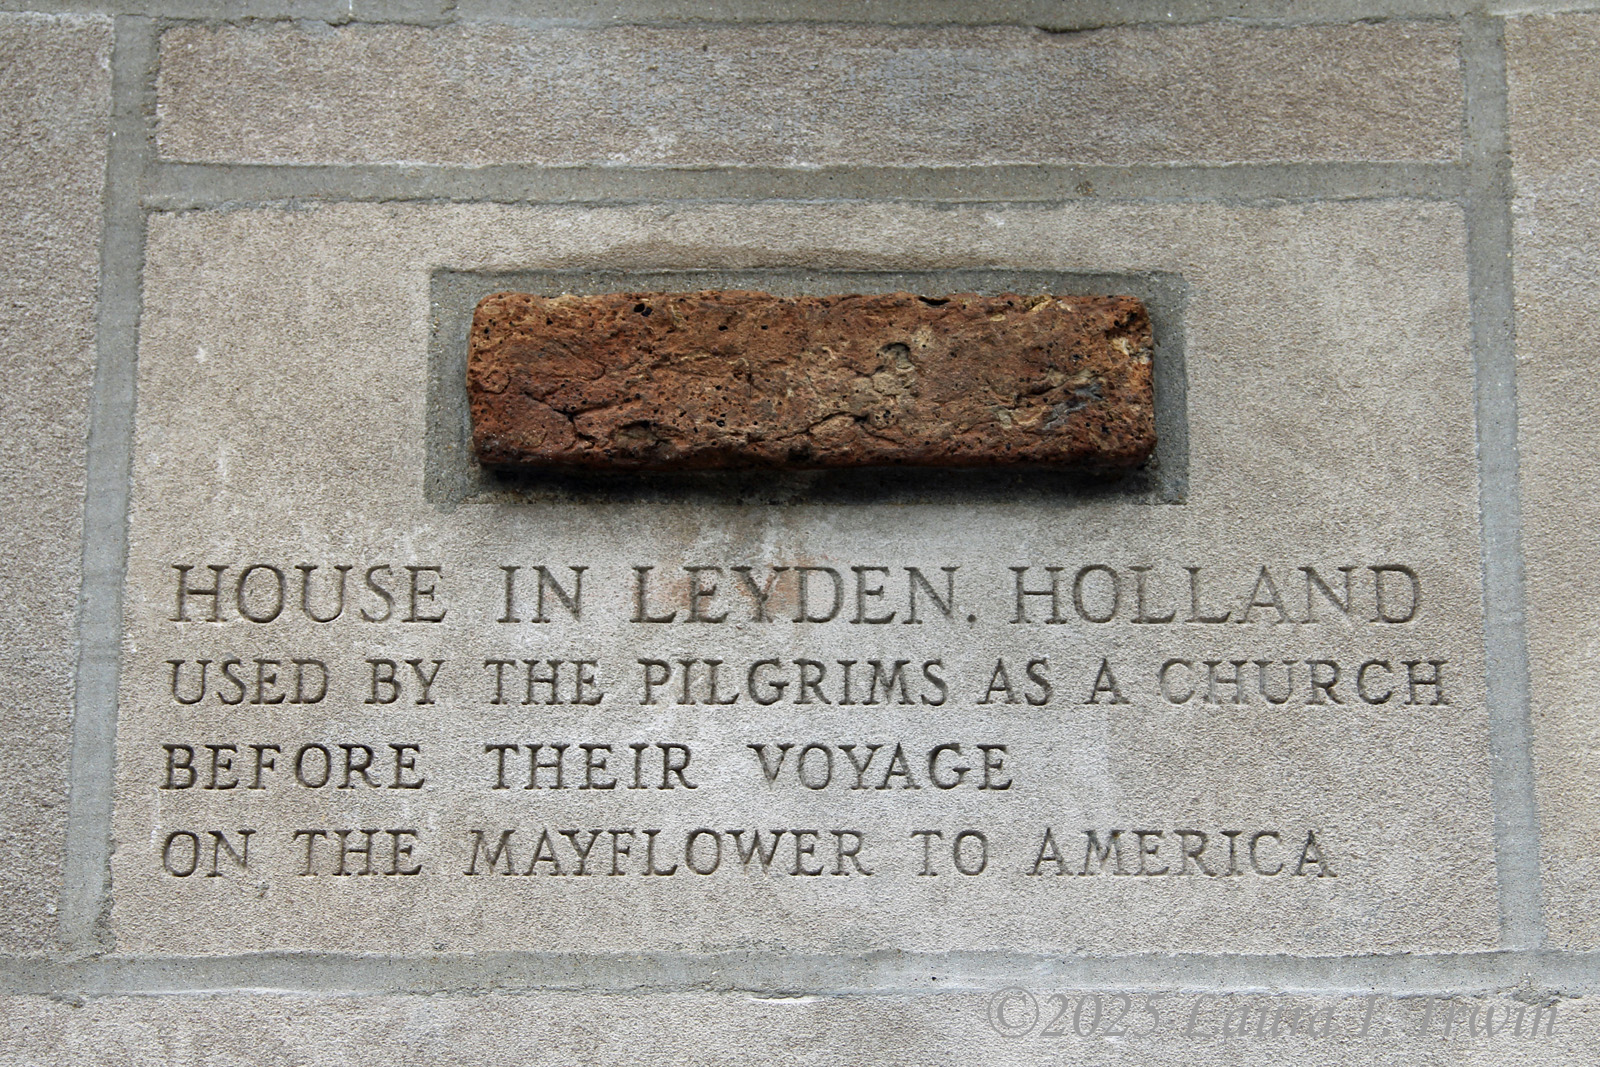 HOUSE IN LEYDEN, HOLLAND
USED BY THE PILGRIMS AS A CHURCH
BEFORE THEIR VOYAGE
ON THE MAYFLOWER TO AMERICA
©2025 Laura I. Irwin